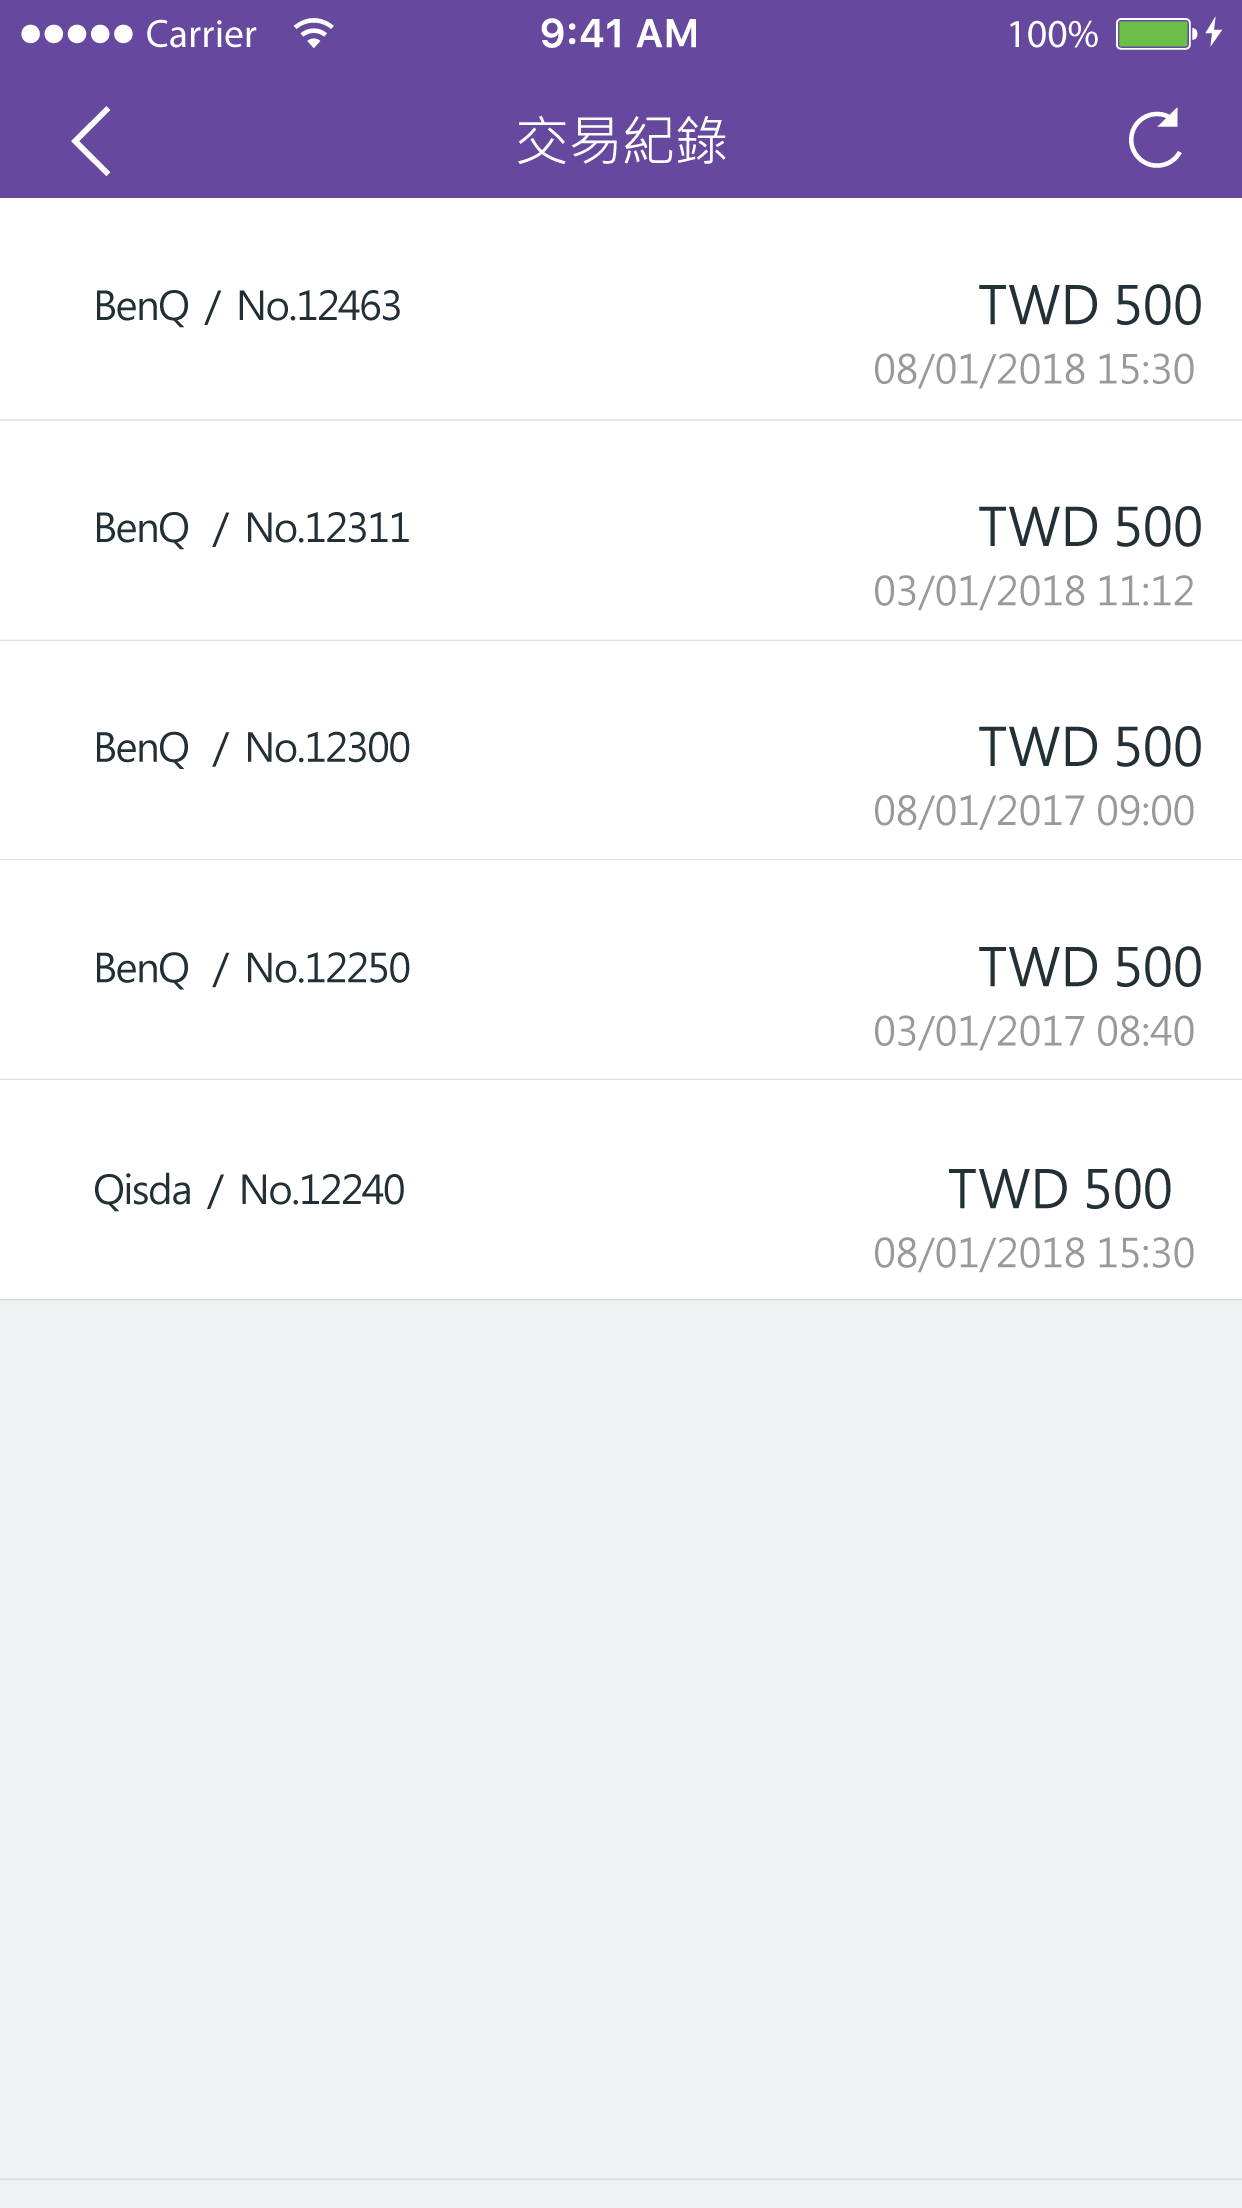 Carrier 9:41 AM 100%
交易紀錄
BenQ / No.12463 TWD 500
08/01/2018 15:30
BenQ / No.12311 TWD 500
03/01/2018 11:12
BenQ / No.12300 TWD 500
08/01/2017 09:00
BenQ / No.12250 TWD 500
03/01/2017 08:40
Qisda / No.12240 TWD 500
08/01/2018 15:30